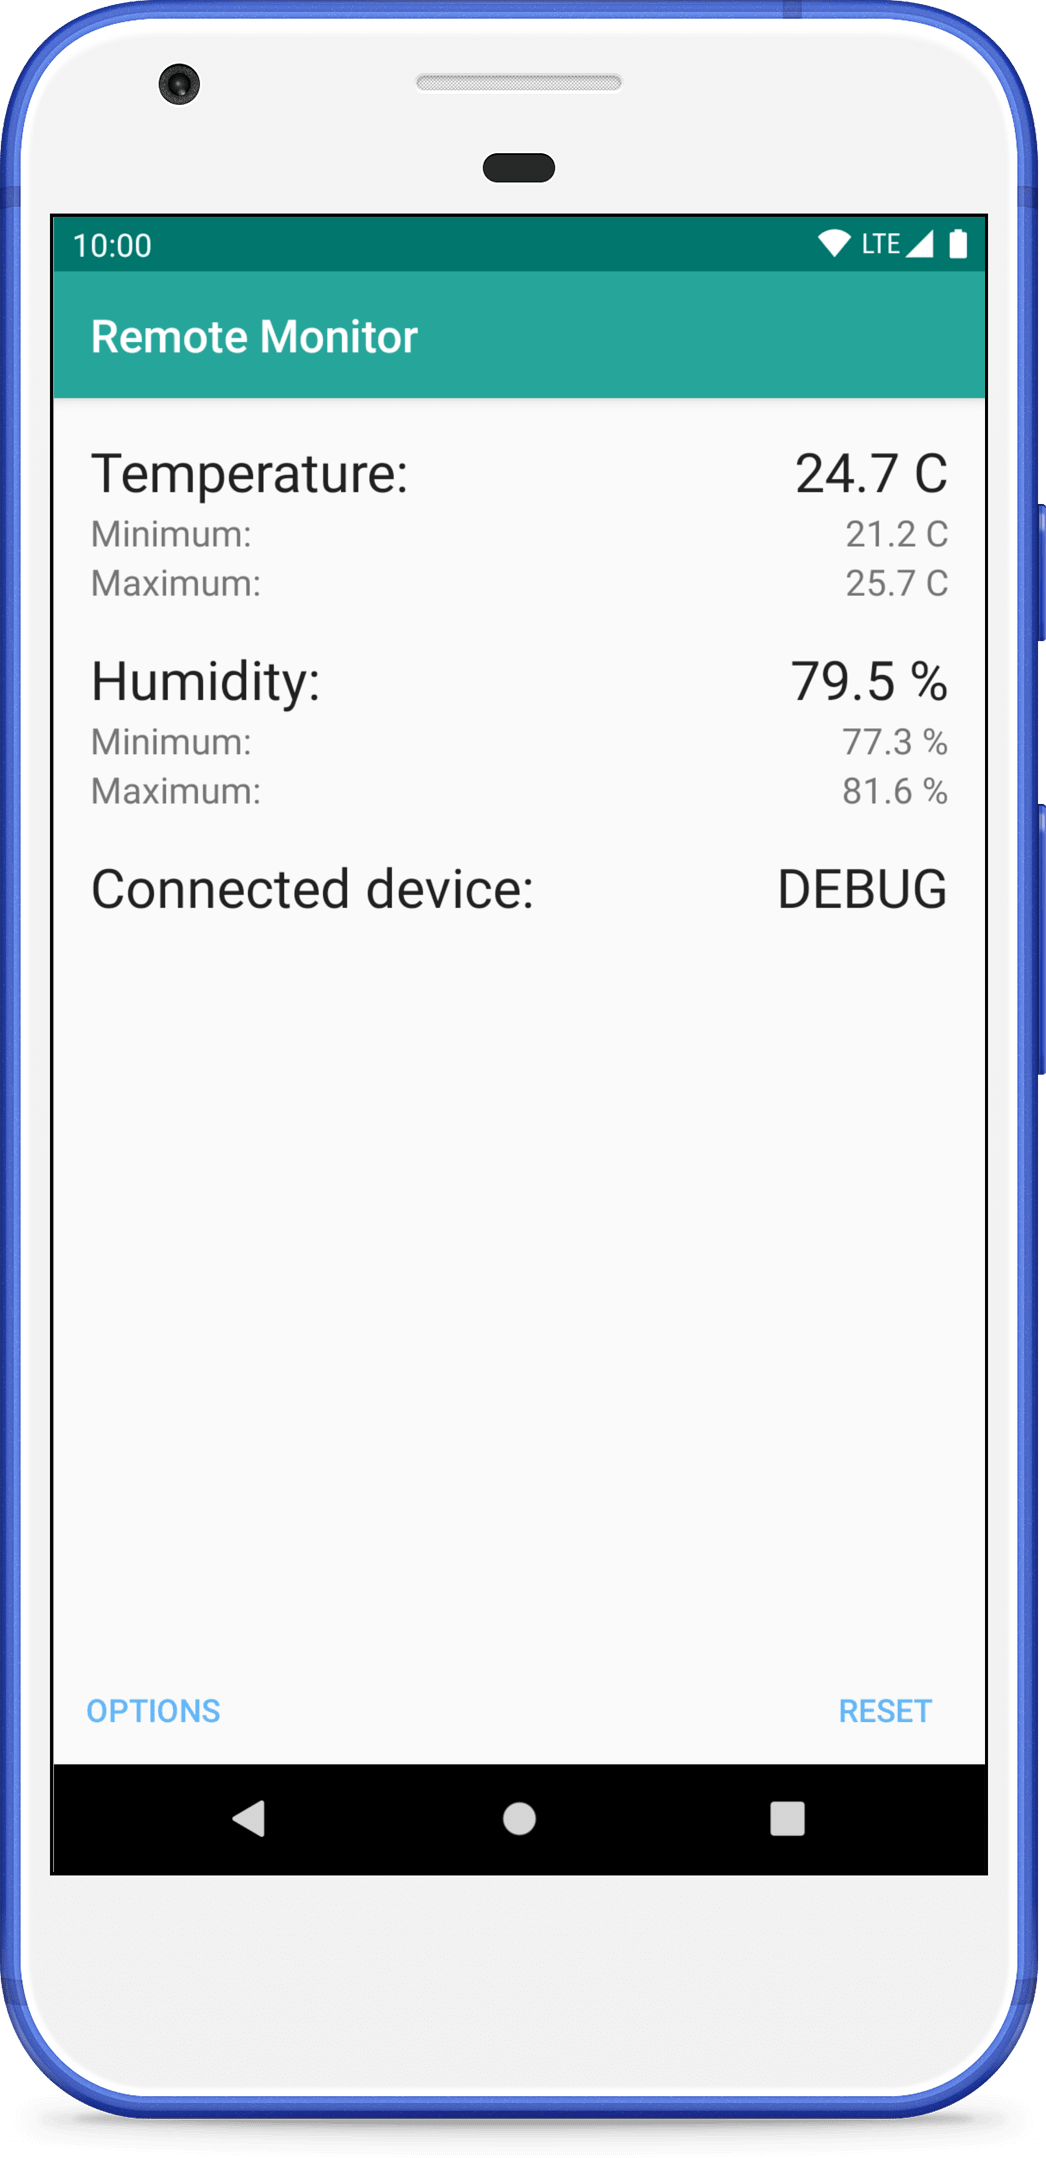 10:00 LTE
Remote Monitor
Temperature: 24.7 C
Minimum: 21.2 C
Maximum: 25.7 C
Humidity: 79.5 %
Minimum: 77.3 %
Maximum: 81.6 %
Connected device: DEBUG
OPTIONS RESET